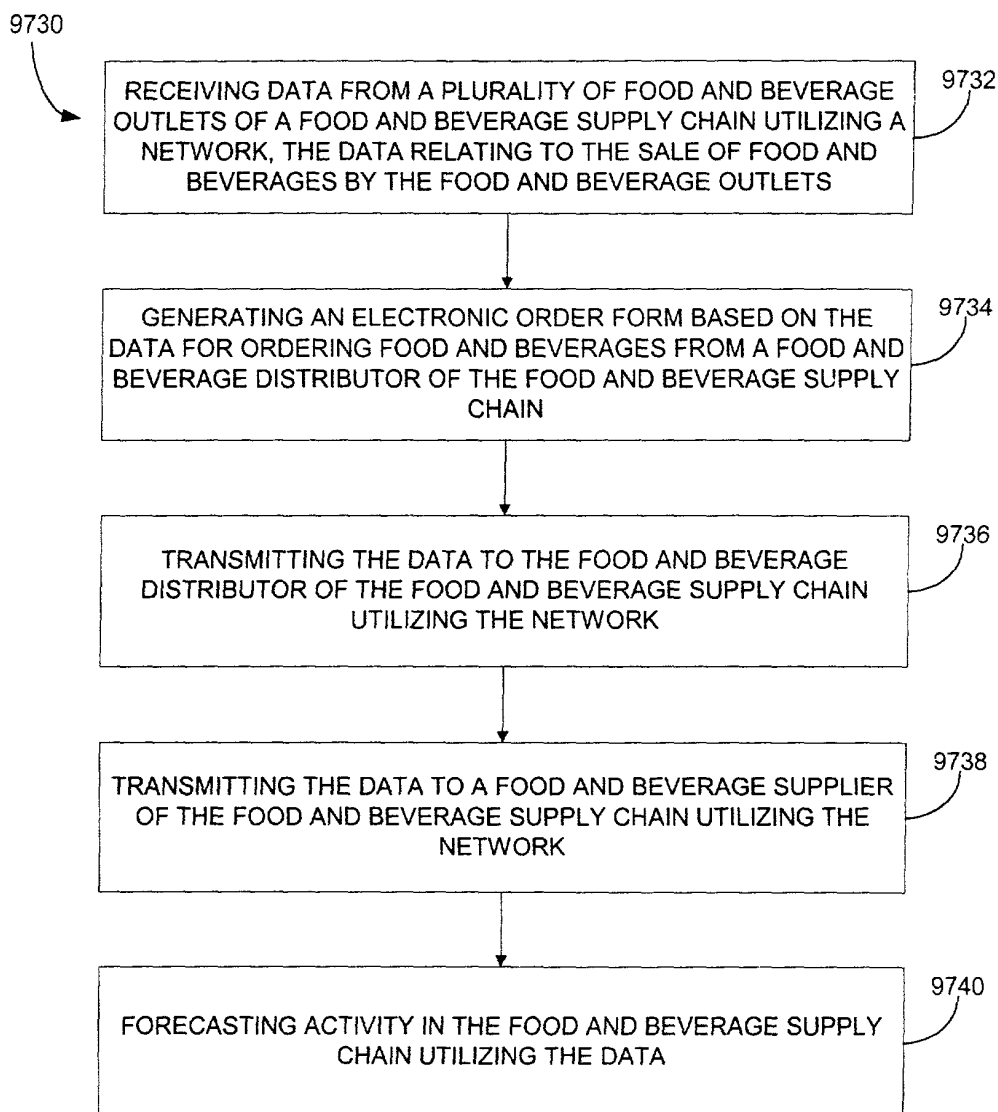 9730
RECEIVING DATA FROM A PLURALITY OF FOOD AND BEVERAGE
OUTLETS OF A FOOD AND BEVERAGE SUPPLY CHAIN UTILIZING A
NETWORK, THE DATA RELATING TO THE SALE OF FOOD AND
BEVERAGES BY THE FOOD AND BEVERAGE OUTLETS
9732
GENERATING AN ELECTRONIC ORDER FORM BASED ON THE
DATA FOR ORDERING FOOD AND BEVERAGES FROM A FOOD AND
BEVERAGE DISTRIBUTOR OF THE FOOD AND BEVERAGE SUPPLY
CHAIN
9734
TRANSMITTING THE DATA TO THE FOOD AND BEVERAGE
DISTRIBUTOR OF THE FOOD AND BEVERAGE SUPPLY CHAIN
UTILIZING THE NETWORK
9736
TRANSMITTING THE DATA TO A FOOD AND BEVERAGE SUPPLIER
OF THE FOOD AND BEVERAGE SUPPLY CHAIN UTILIZING THE
NETWORK
9738
FORECASTING ACTIVITY IN THE FOOD AND BEVERAGE SUPPLY
CHAIN UTILIZING THE DATA
9740